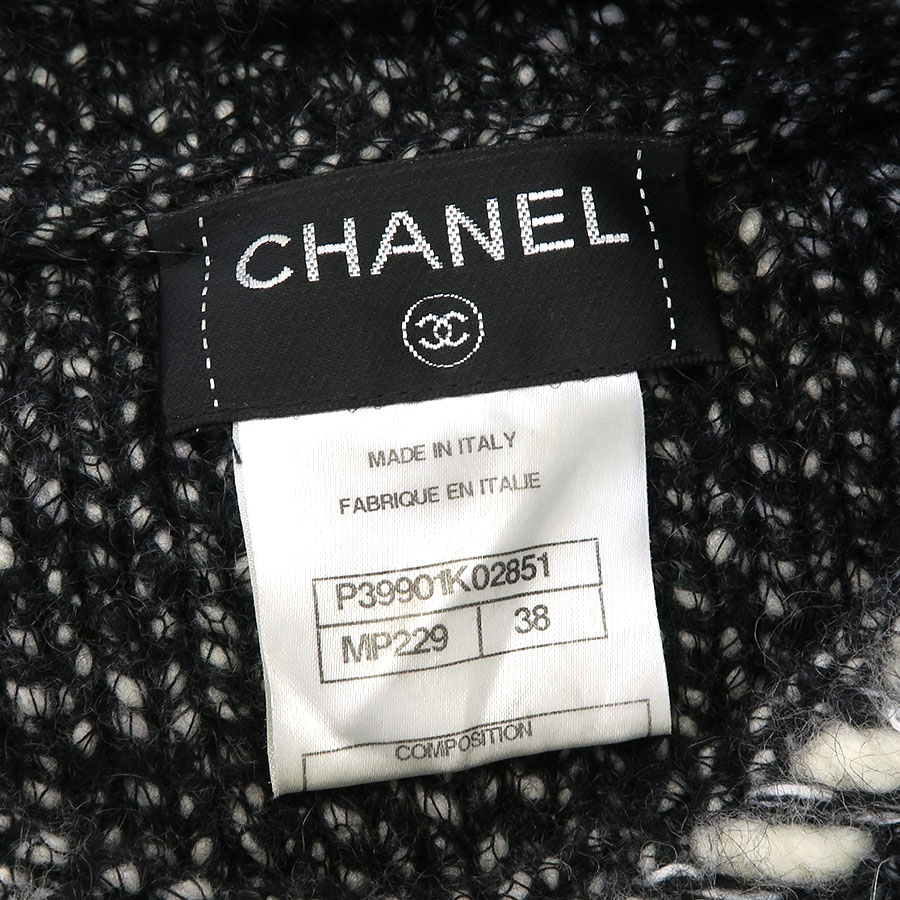 CHANEL
MADE IN ITALY
FABRIQUE EN ITALIE
P39901K02851
MP229 38
COMPOSITION